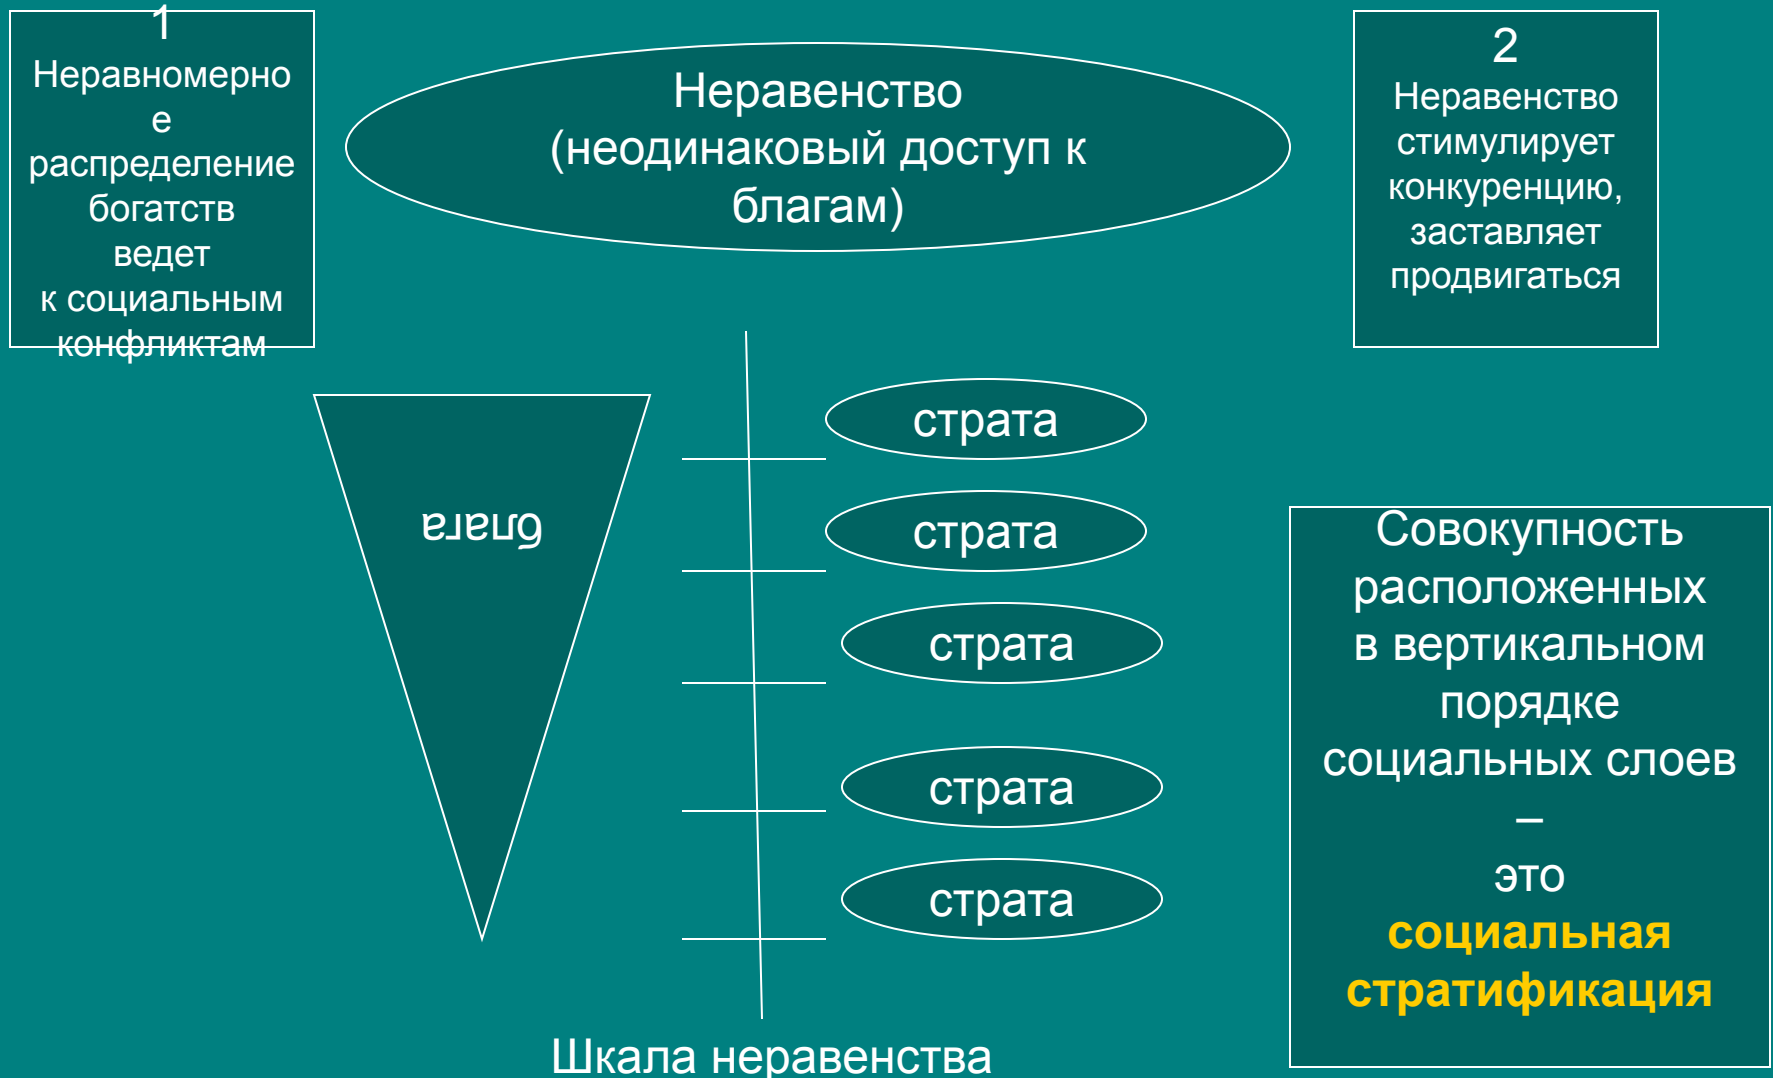 1
Неравномерно
е
распределение
богатств
ведет
к социальным
конфликтам
Неравенство
(неодинаковый доступ к
благам)
2
Неравенство
стимулирует
конкуренцию,
заставляет
продвигаться
блага
страта
страта
страта
страта
страта
Шкала неравенства
Совокупность
расположенных
в вертикальном
порядке
социальных слоев
–
это
социальная
стратификация